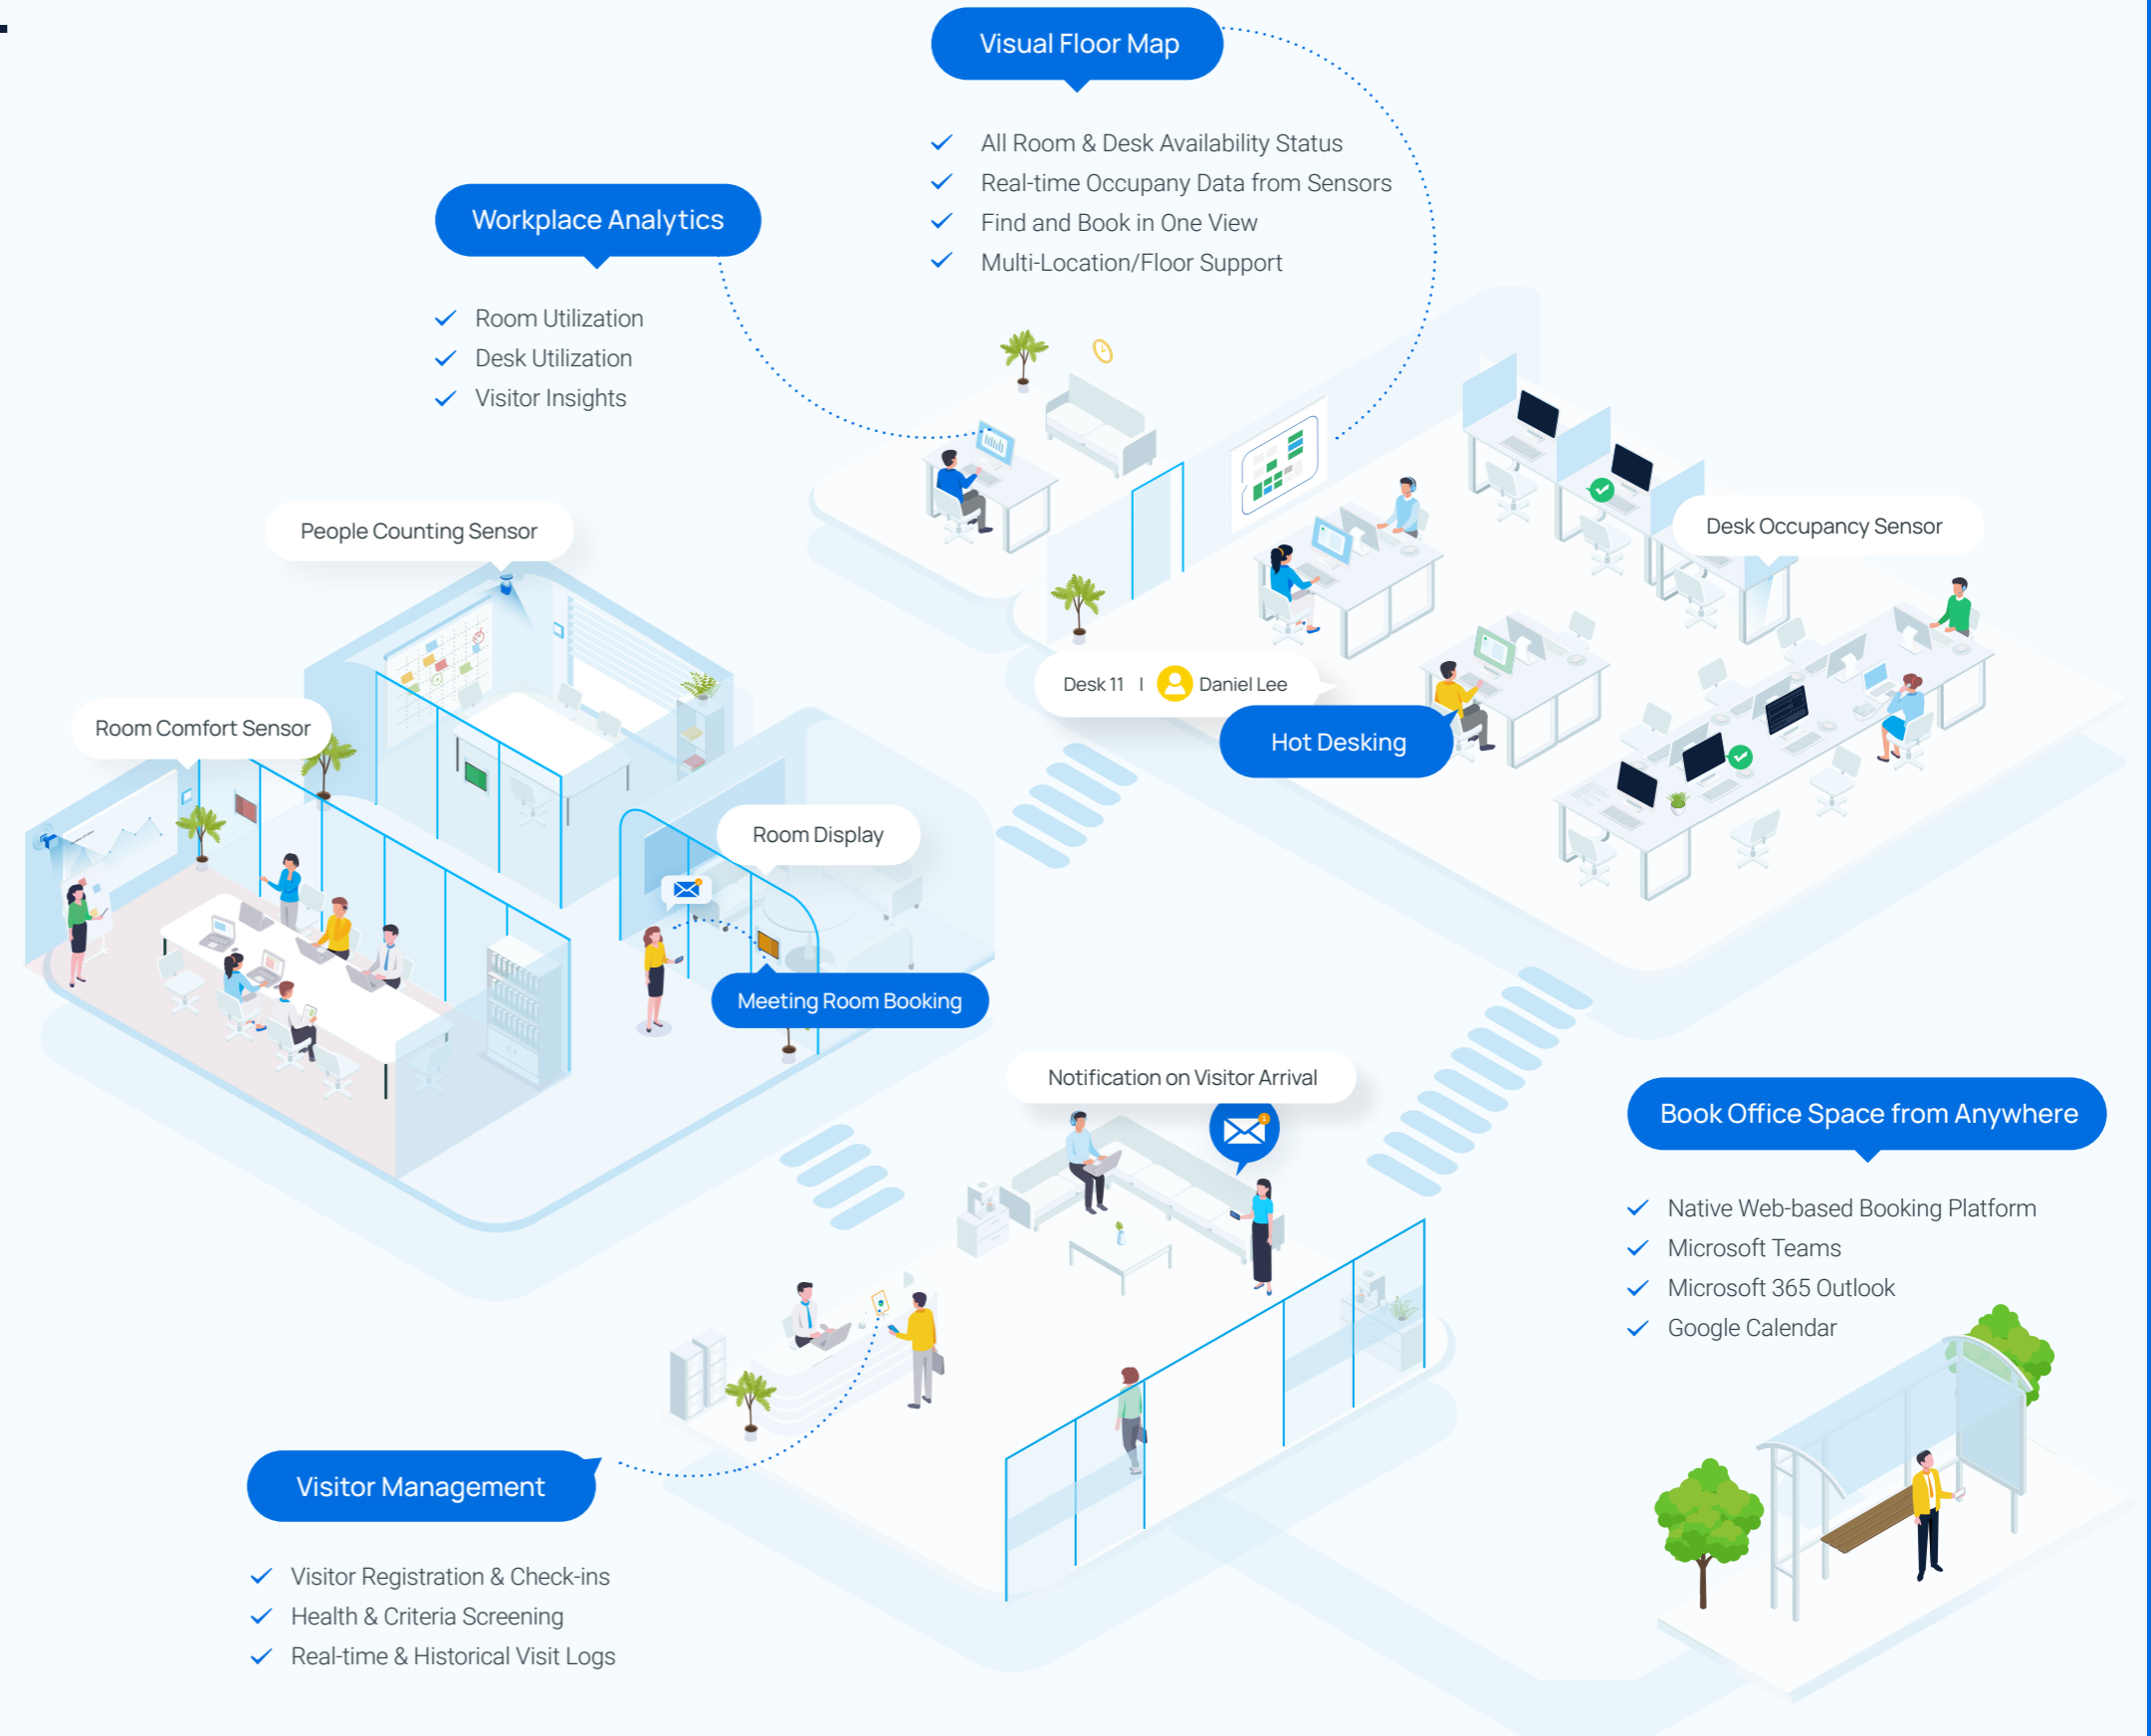 Visual Floor Map
All Room & Desk Availability Status
Real-time Occupany Data from Sensors
Find and Book in One View
Multi-Location/Floor Support
Workplace Analytics
Room Utilization
Desk Utilization
Visitor Insights
People Counting Sensor
Desk Occupancy Sensor
Room Comfort Sensor
Desk 11 | Daniel Lee
Hot Desking
Room Display
Meeting Room Booking
Notification on Visitor Arrival
Book Office Space from Anywhere
Native Web-based Booking Platform
Microsoft Teams
Microsoft 365 Outlook
Google Calendar
Visitor Management
Visitor Registration & Check-ins
Health & Criteria Screening
Real-time & Historical Visit Logs